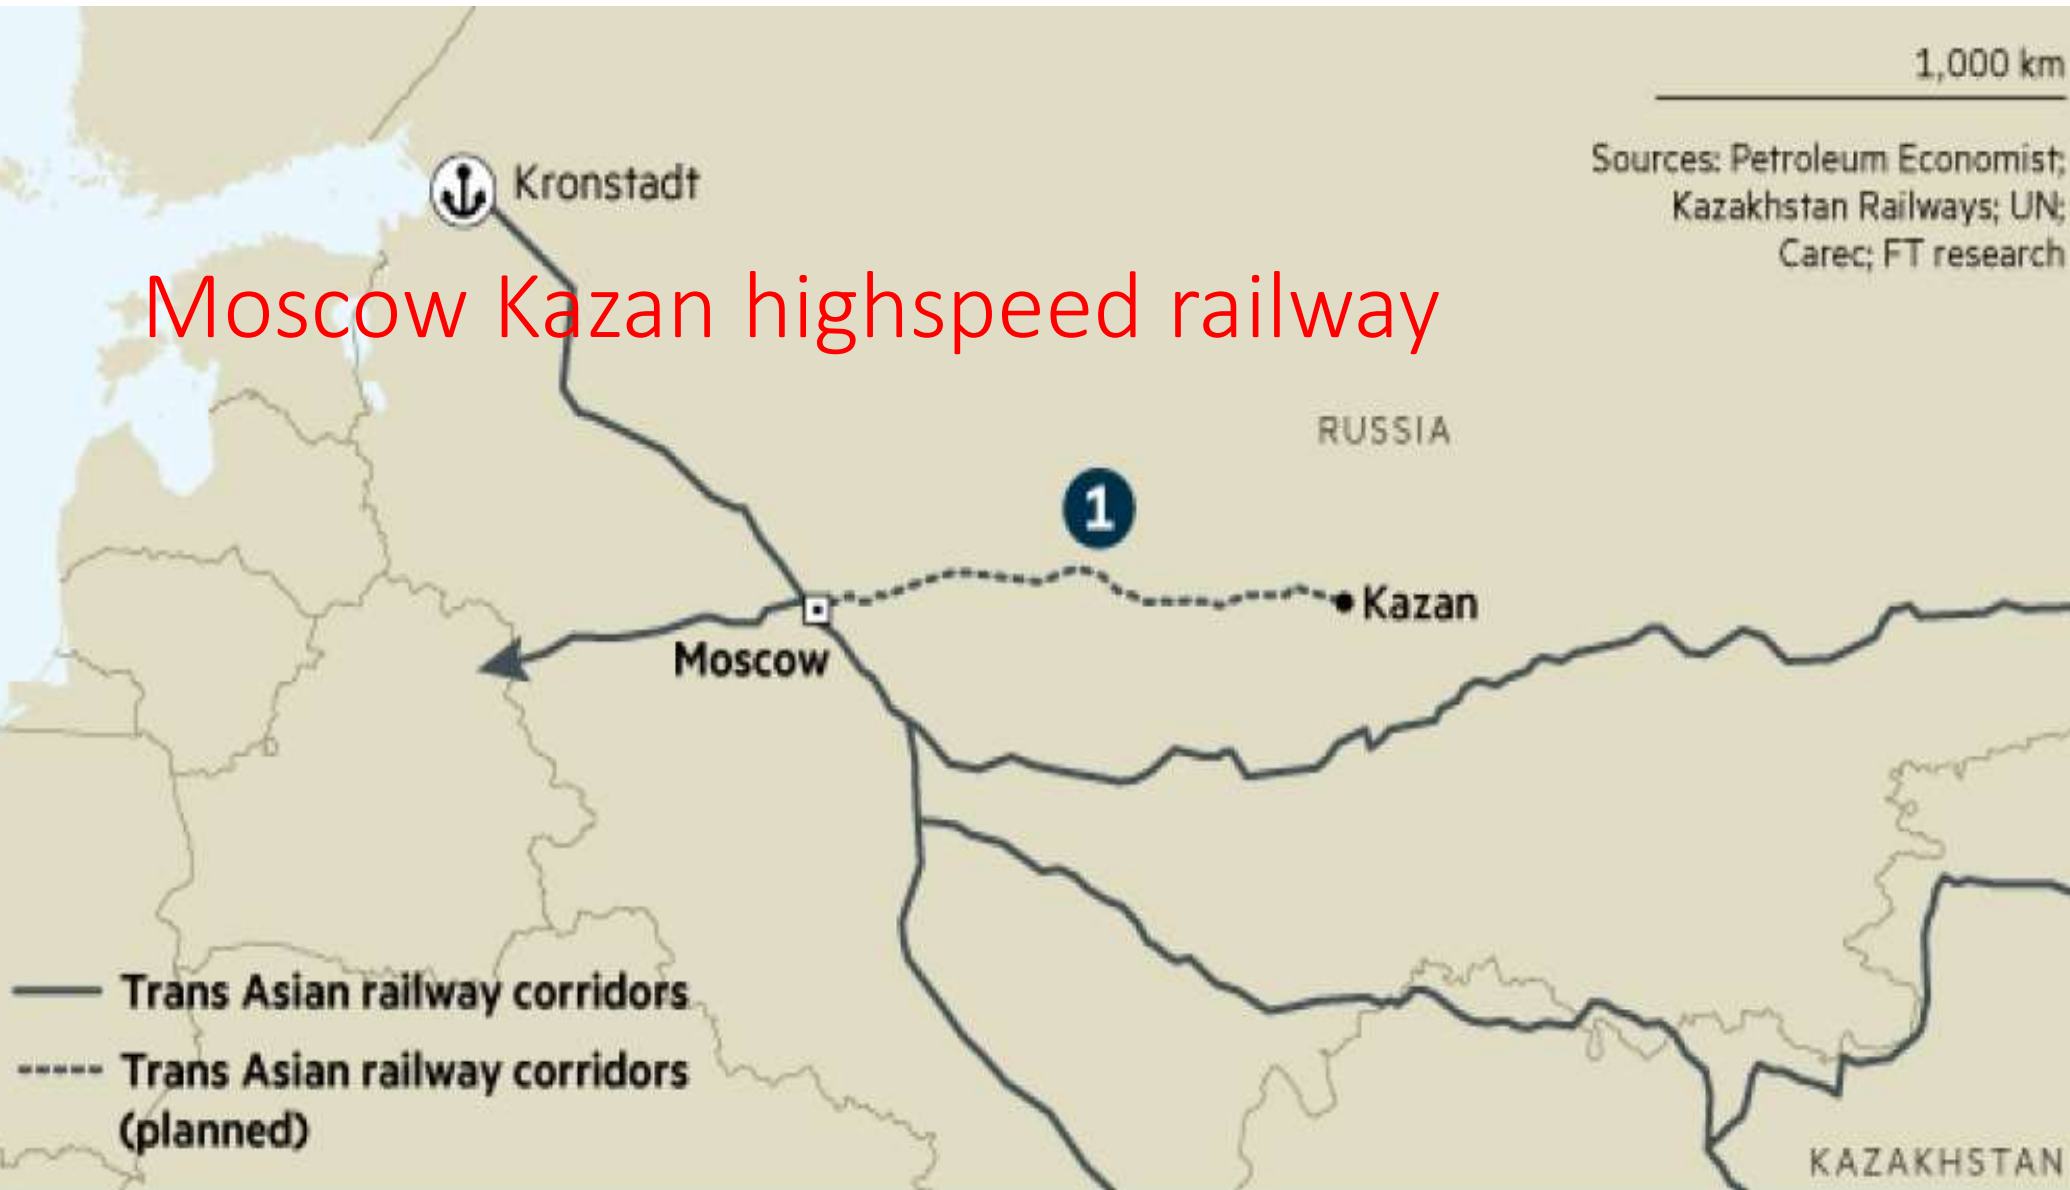 1,000 km
Sources: Petroleum Economist;
Kazakhstan Railways; UN;
Carec; FT research
Kronstadt
Moscow Kazan highspeed railway
RUSSIA
1
Kazan
Moscow
Trans Asian railway corridors
Trans Asian railway corridors
(planned)
KAZAKHSTAN